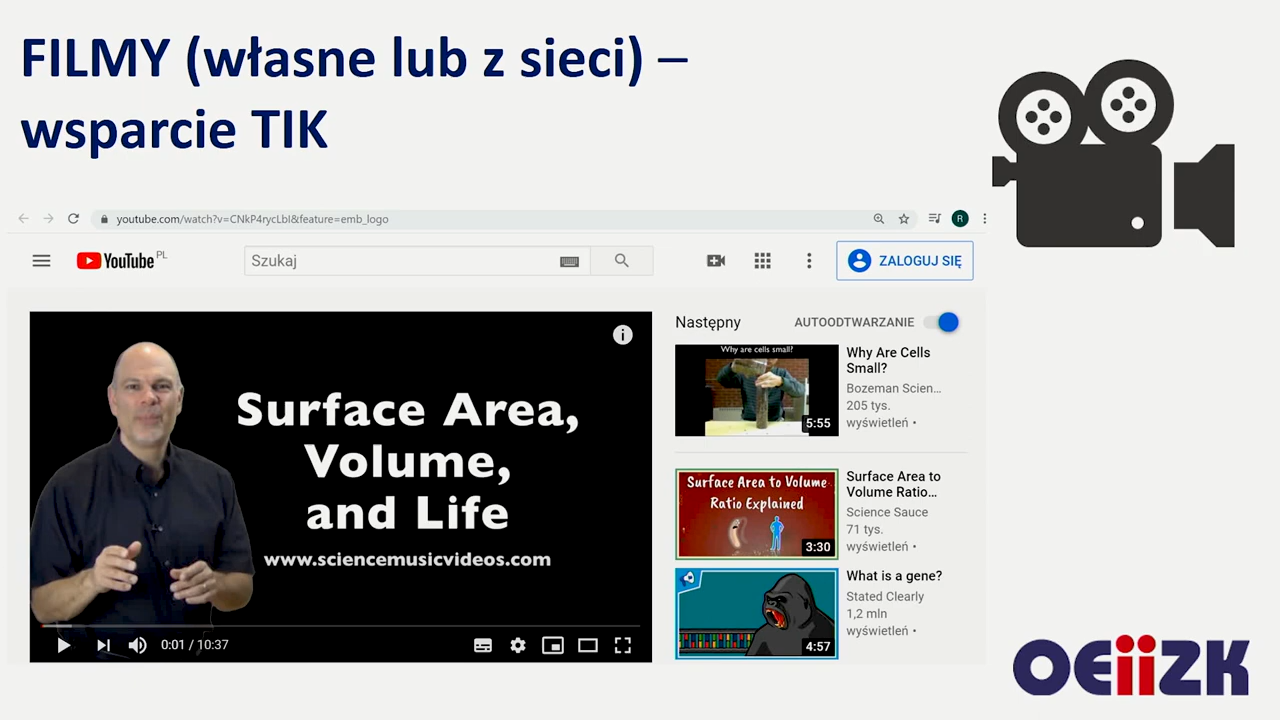 FILMY (własne lub z sieci) –
wsparcie TIK
youtube.com/watch?v=CNkP4rycLbI&feature=emb_logo
R
YouTube PL
Szukaj
ZALOGUJ SIĘ
Surface Area,
Volume,
and Life
www.sciencemusicvideos.com
0:01 / 10:37
Następny
AUTOODTWARZANIE
Why are cells small?
5:55
Why Are Cells
Small?
Bozeman Scien...
205 tys.
wyświetleń •
Surface Area to Volume
Ratio Explained
3:30
Surface Area to
Volume Ratio...
Science Sauce
71 tys.
wyświetleń •
4:57
What is a gene?
Stated Clearly
1,2 mln
wyświetleń •
OEiiZK